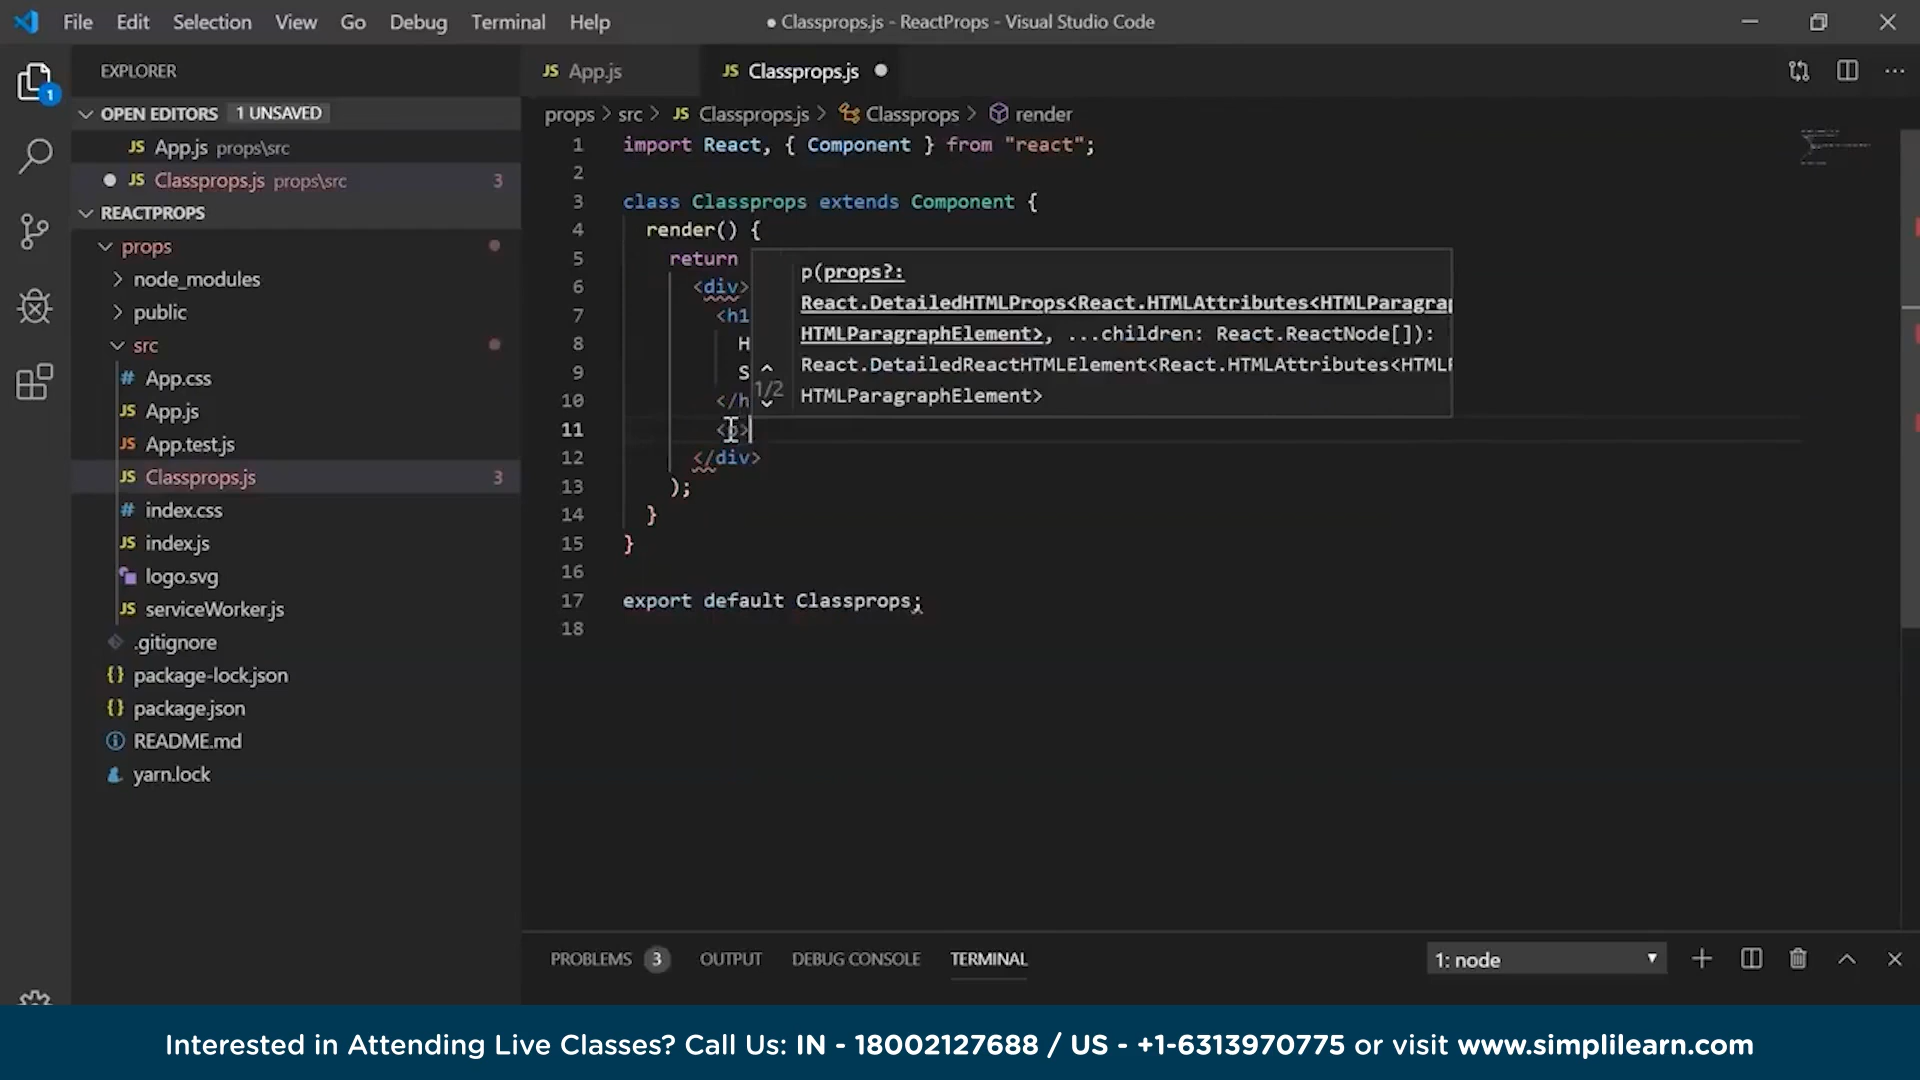 File Edit Selection View Go Debug Terminal Help
● Classprops.js - ReactProps - Visual Studio Code
EXPLORER
1
OPEN EDITORS 1 UNSAVED
JS App.js props\src
JS Classprops.js props\src 3
REACTPROPS
props
node_modules
public
src
# App.css
JS App.js
JS App.test.js
JS Classprops.js 3
# index.css
JS index.js
logo.svg
JS serviceWorker.js
.gitignore
{} package-lock.json
{} package.json
README.md
yarn.lock
JS App.js JS Classprops.js
props > src > JS Classprops.js > Classprops > render
1 import React, { Component } from "react";
2
3 class Classprops extends Component {
4 render() {
5 return
6 <div>
7 <h1
8 H
9 S
10 </h
11 <p>
12 </div>
13 );
14 }
15 }
16
17 export default Classprops;
18
1/2
p(props?:
React.DetailedHTMLProps<React.HTMLAttributes<HTMLParagrap
HTMLParagraphElement>, ...children: React.ReactNode[]):
React.DetailedReactHTMLElement<React.HTMLAttributes<HTML
HTMLParagraphElement>
PROBLEMS 3 OUTPUT DEBUG CONSOLE TERMINAL 1: node
Interested in Attending Live Classes? Call Us: IN - 18002127688 / US - +1-6313970775 or visit www.simplilearn.com